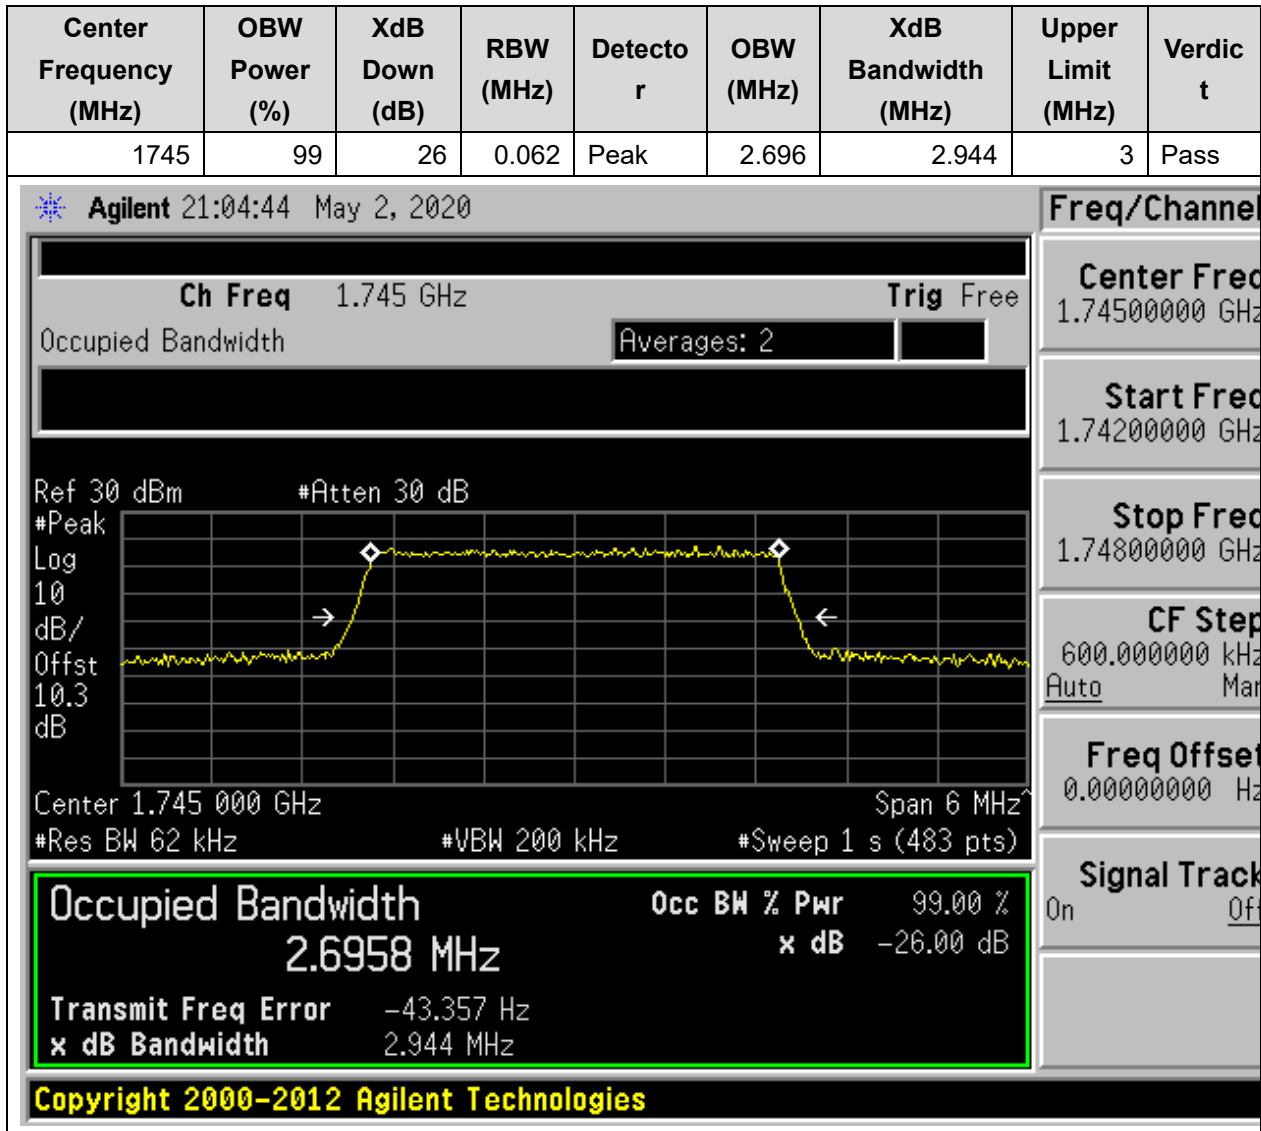 Center Frequency (MHz) OBW Power (%) XdB Down (dB) RBW (MHz) Detector OBW (MHz) XdB Bandwidth (MHz) Upper Limit (MHz) Verdict
1745 99 26 0.062 Peak 2.696 2.944 3 Pass
Agilent 21:04:44 May 2, 2020
Freq/Channel
Ch Freq 1.745 GHz Trig Free
Occupied Bandwidth Averages: 2
Center Freq
1.74500000 GHz
Start Freq
1.74200000 GHz
Stop Freq
1.74800000 GHz
CF Step
600.000000 kHz
Auto Man
Freq Offset
0.00000000 Hz
Signal Track
On Off
Ref 30 dBm #Atten 30 dB
#Peak
Log
10
dB/
Offst
10.3
dB
Center 1.745 000 GHz Span 6 MHz^
#Res BW 62 kHz #VBW 200 kHz #Sweep 1 s (483 pts)
Occupied Bandwidth Occ BW % Pwr 99.00 %
2.6958 MHz x dB -26.00 dB
Transmit Freq Error -43.357 Hz
x dB Bandwidth 2.944 MHz
Copyright 2000-2012 Agilent Technologies